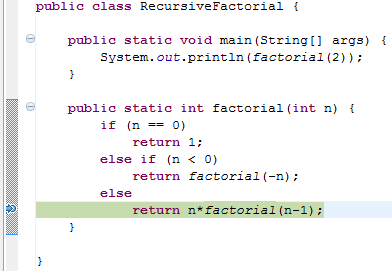 public class RecursiveFactorial {
public static void main(String[] args) {
System.out.println(factorial(2));
}
public static int factorial(int n) {
if (n == 0)
return 1;
else if (n < 0)
return factorial(-n);
else
return n*factorial(n-1);
}
}